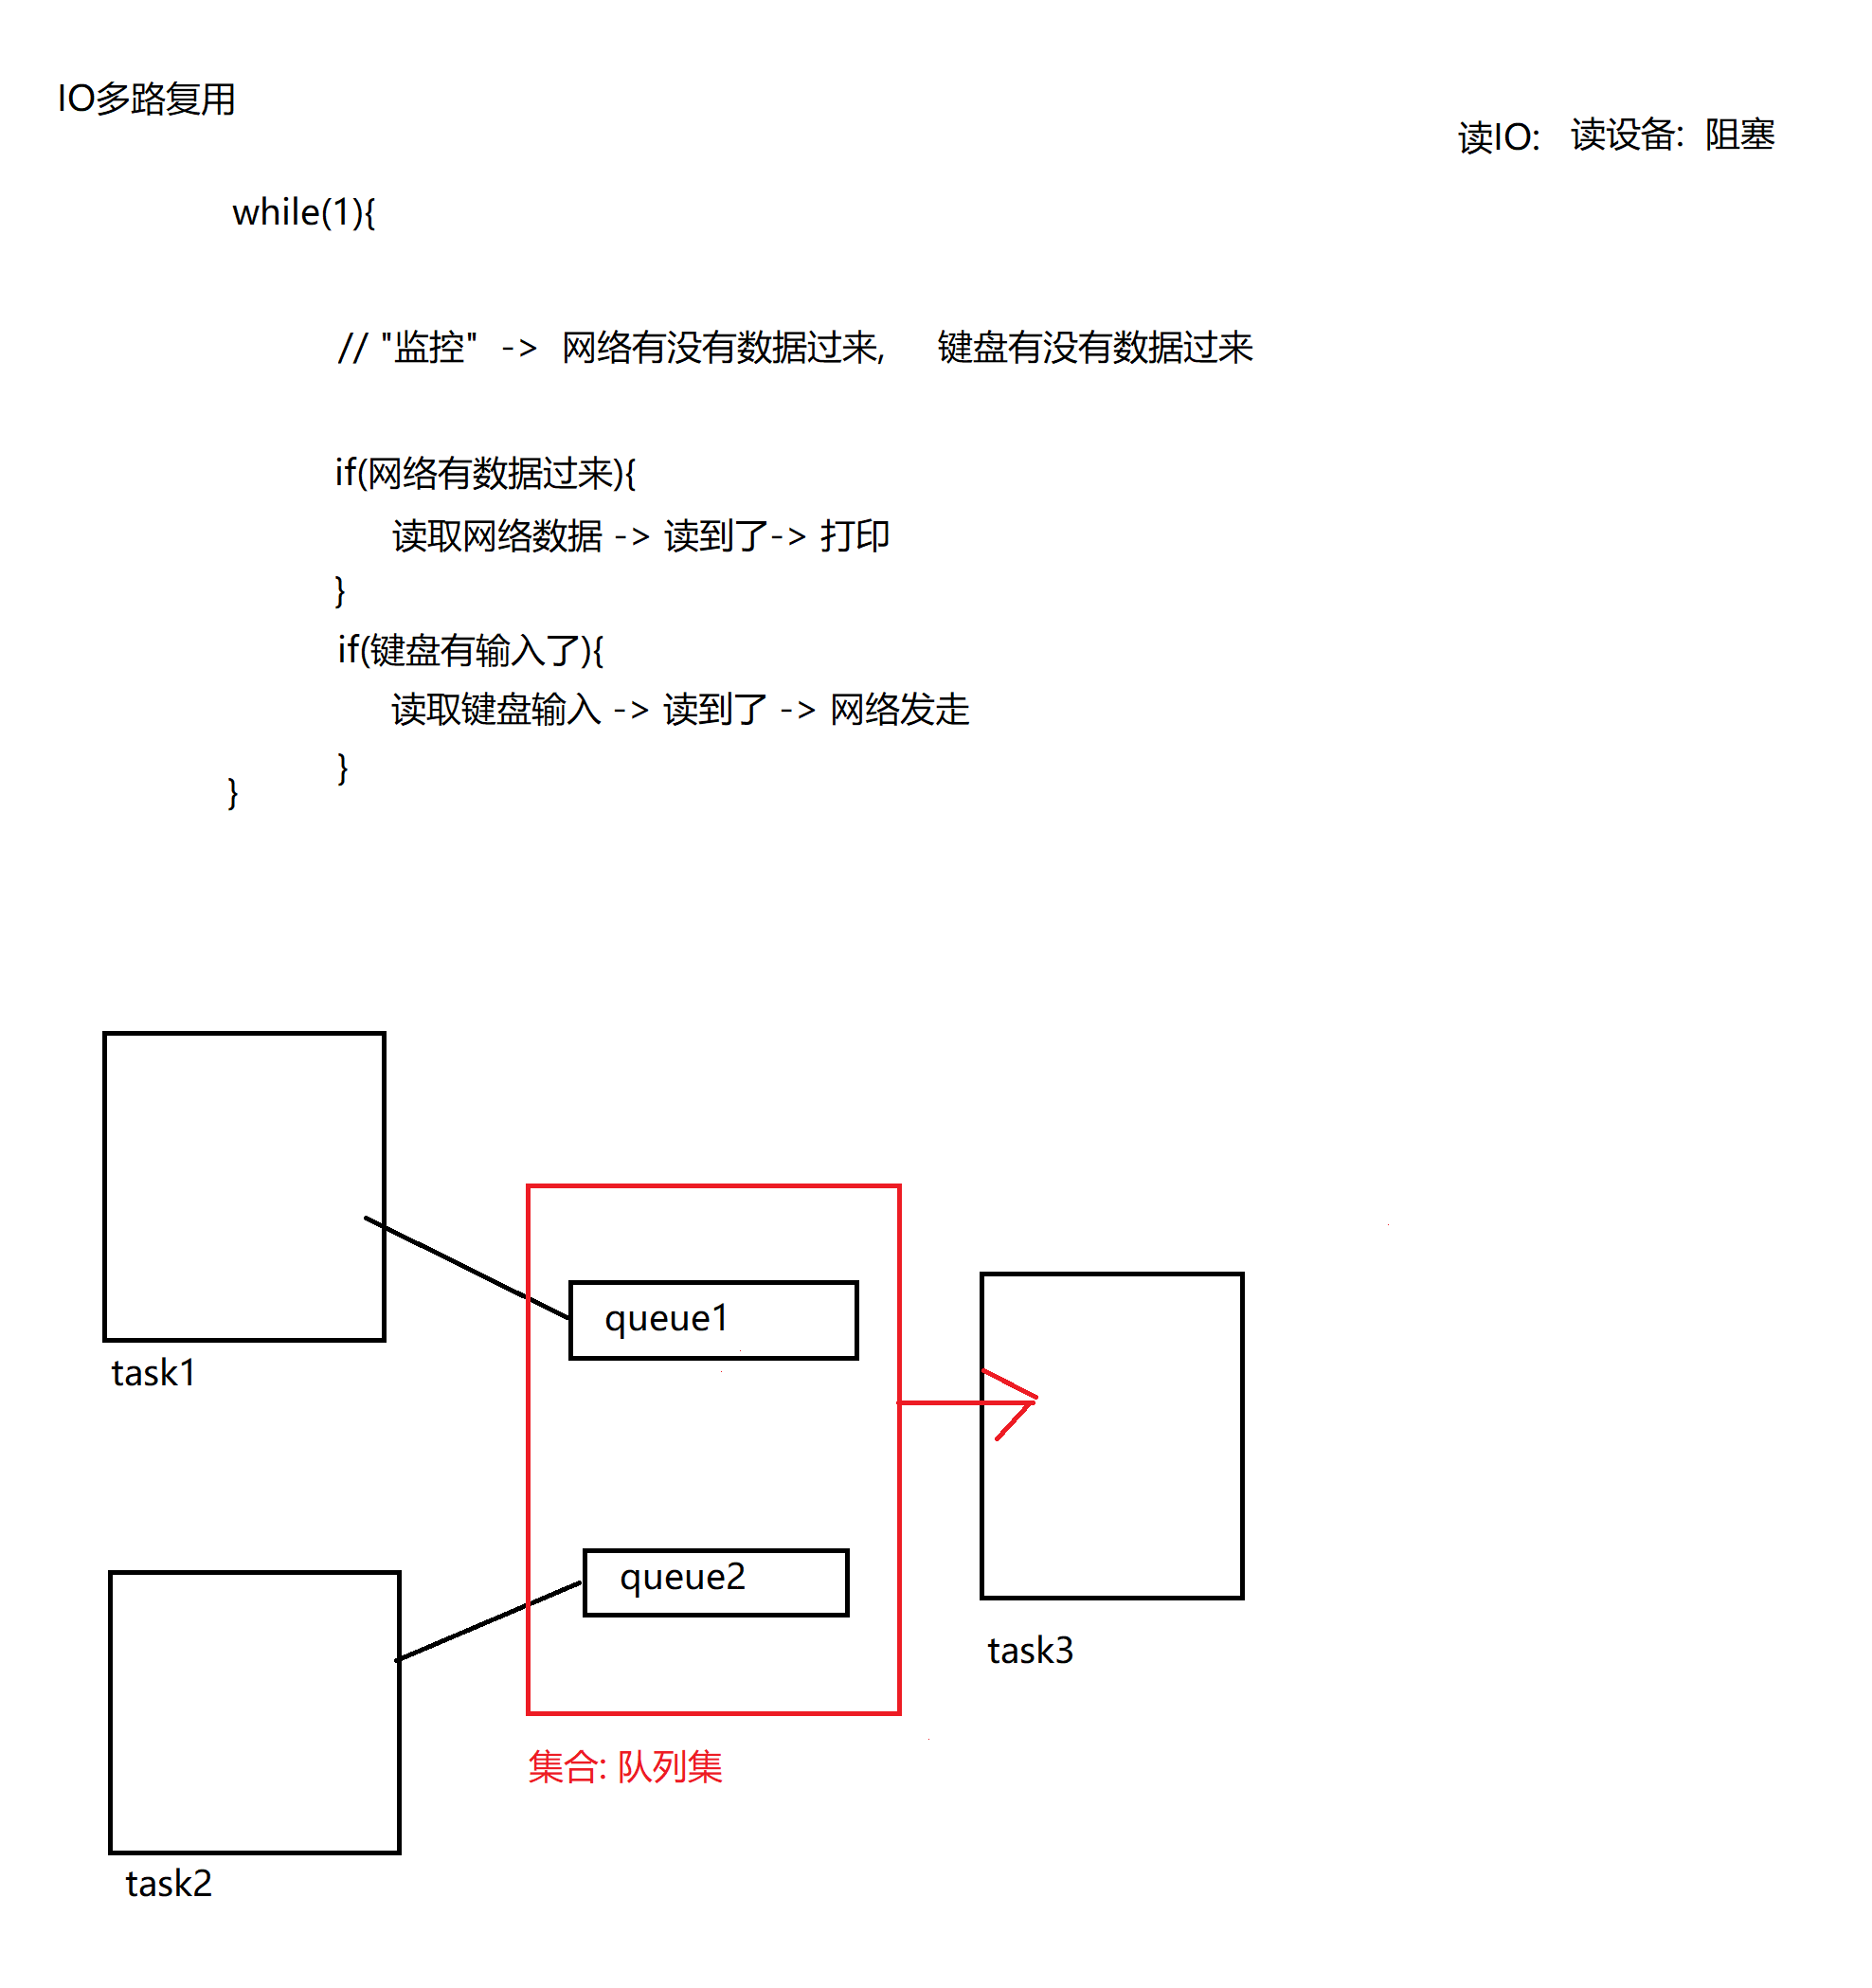 IO多路复用
读IO: 读设备: 阻塞
while(1){
// "监控" -> 网络有没有数据过来, 键盘有没有数据过来
if(网络有数据过来){
读取网络数据 -> 读到了-> 打印
}
if(键盘有输入了){
读取键盘输入 -> 读到了 -> 网络发走
}
}
queue1
task1
queue2
task3
集合: 队列集
task2